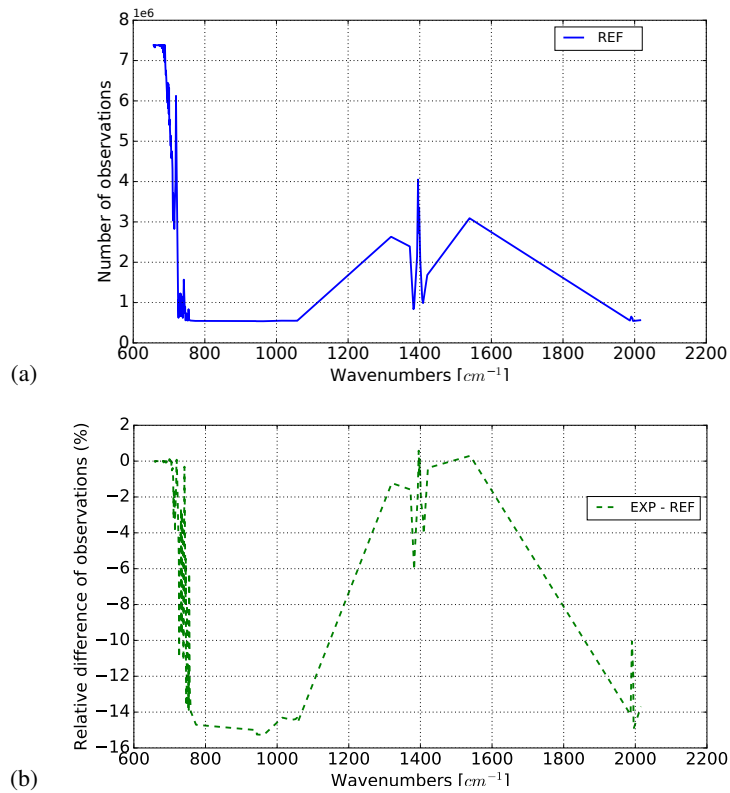 1e6
8
7
6
5
4
3
2
1
0
Number of observations
REF
600 800 1000 1200 1400 1600 1800 2000 2200
Wavenumbers [cm⁻¹]
(a)
2
0
−2
−4
−6
−8
−10
−12
−14
−16
Relative difference of observations (%)
EXP - REF
600 800 1000 1200 1400 1600 1800 2000 2200
Wavenumbers [cm⁻¹]
(b)